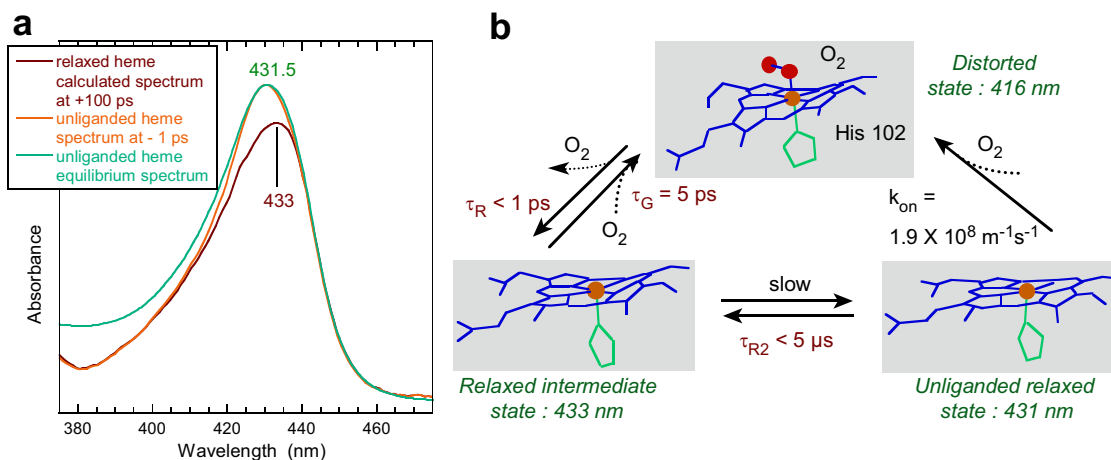 a
relaxed heme
calculated spectrum
at +100 ps
unliganded heme
spectrum at - 1 ps
unliganded heme
equilibrium spectrum
431.5
433
Absorbance
380
400
420
440
460
Wavelength (nm)
b
O2
His 102
Distorted
state : 416 nm
O2
τR < 1 ps
τG = 5 ps
O2
O2
kon =
1.9 X 10⁸ m⁻¹s⁻¹
slow
τR2 < 5 µs
Relaxed intermediate
state : 433 nm
Unliganded relaxed
state : 431 nm